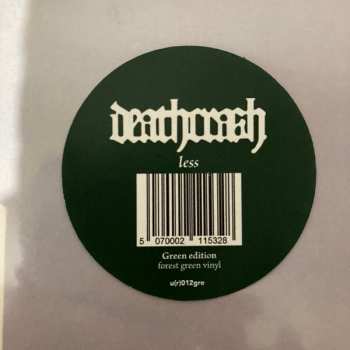 deathcrash
less
5 070002 115328
Green edition
forest green vinyl
u(r)012gre